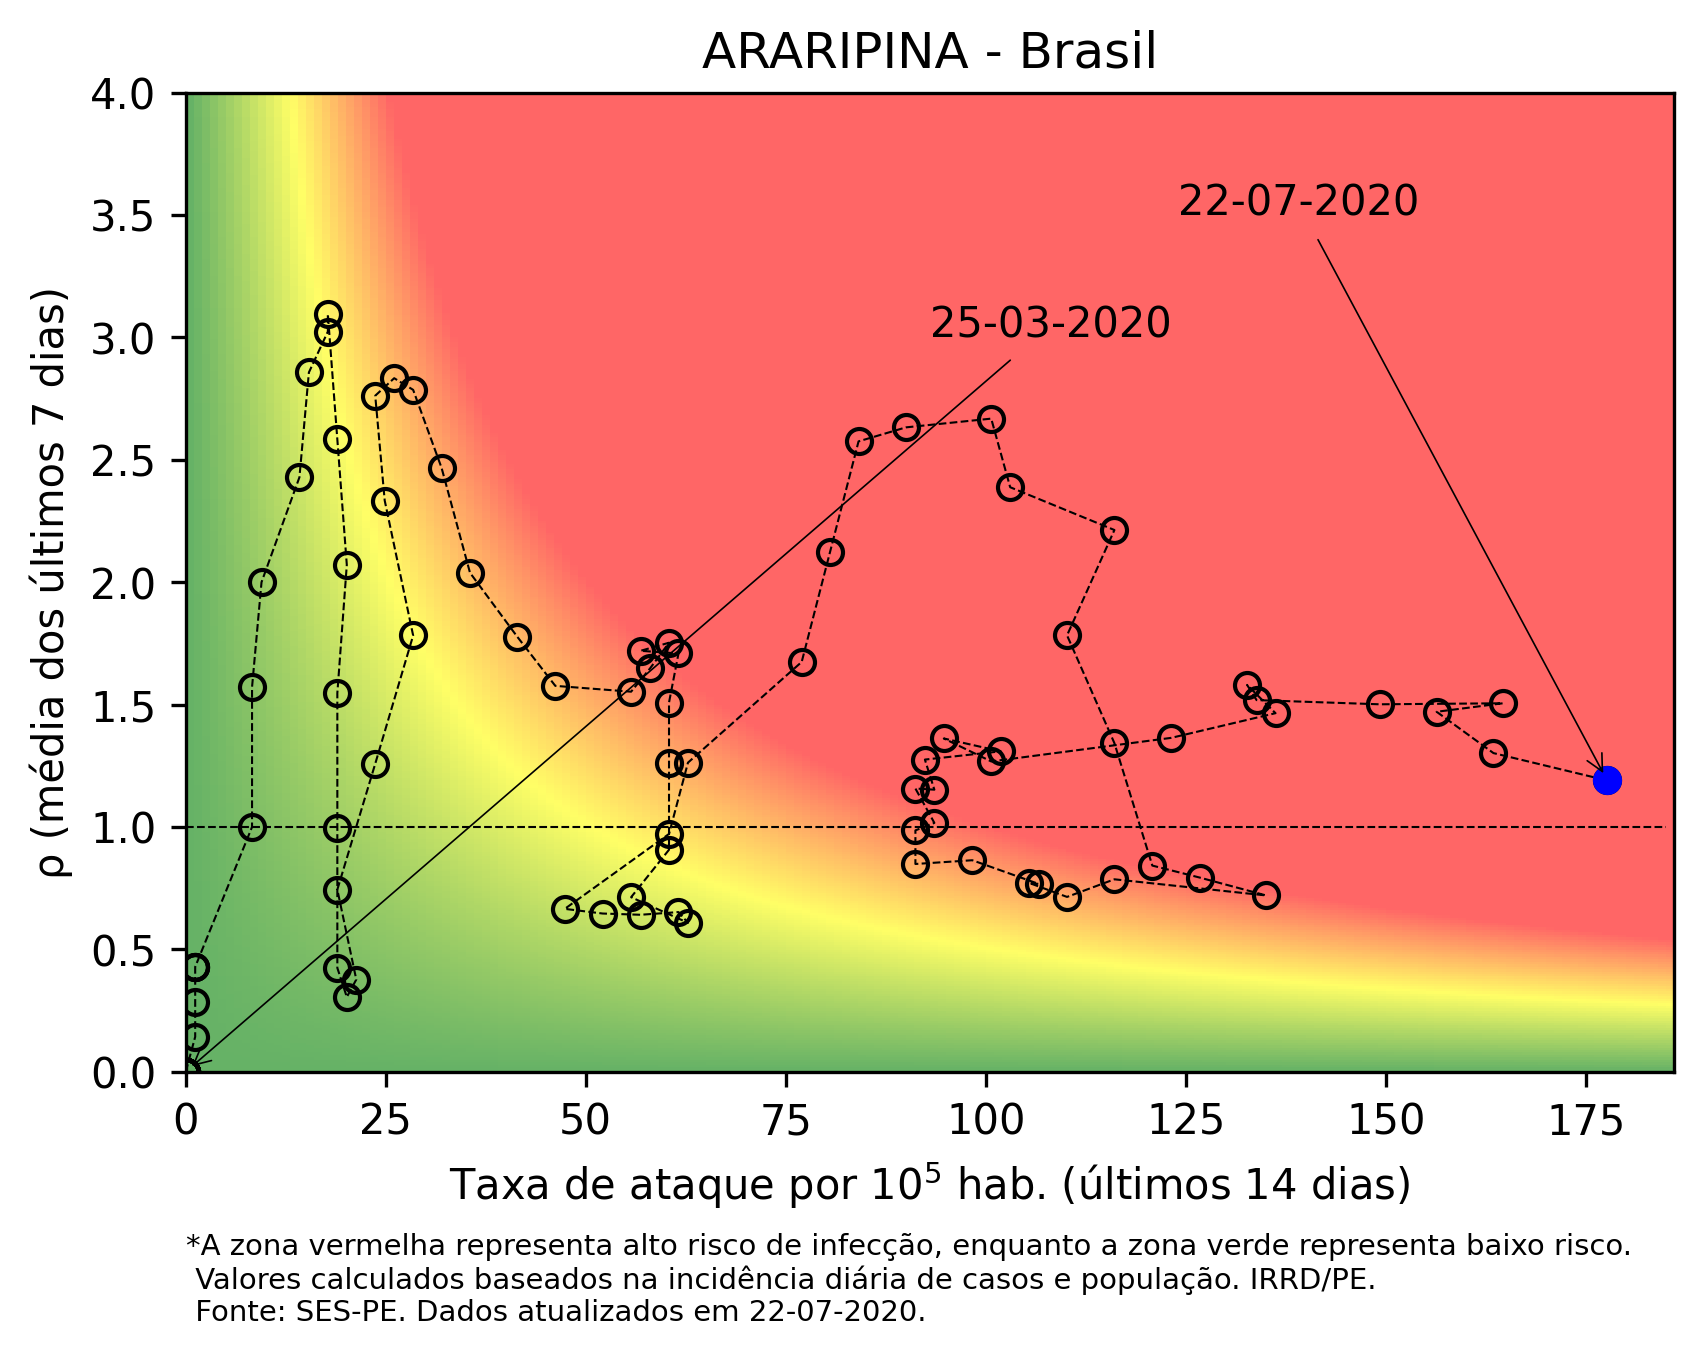 ARARIPINA - Brasil
4.0
3.5
3.0
2.5
2.0
1.5
1.0
0.5
0.0
ρ (média dos últimos 7 dias)
22-07-2020
25-03-2020
0 25 50 75 100 125 150 175
Taxa de ataque por 10⁵ hab. (últimos 14 dias)
*A zona vermelha representa alto risco de infecção, enquanto a zona verde representa baixo risco.
Valores calculados baseados na incidência diária de casos e população. IRRD/PE.
Fonte: SES-PE. Dados atualizados em 22-07-2020.